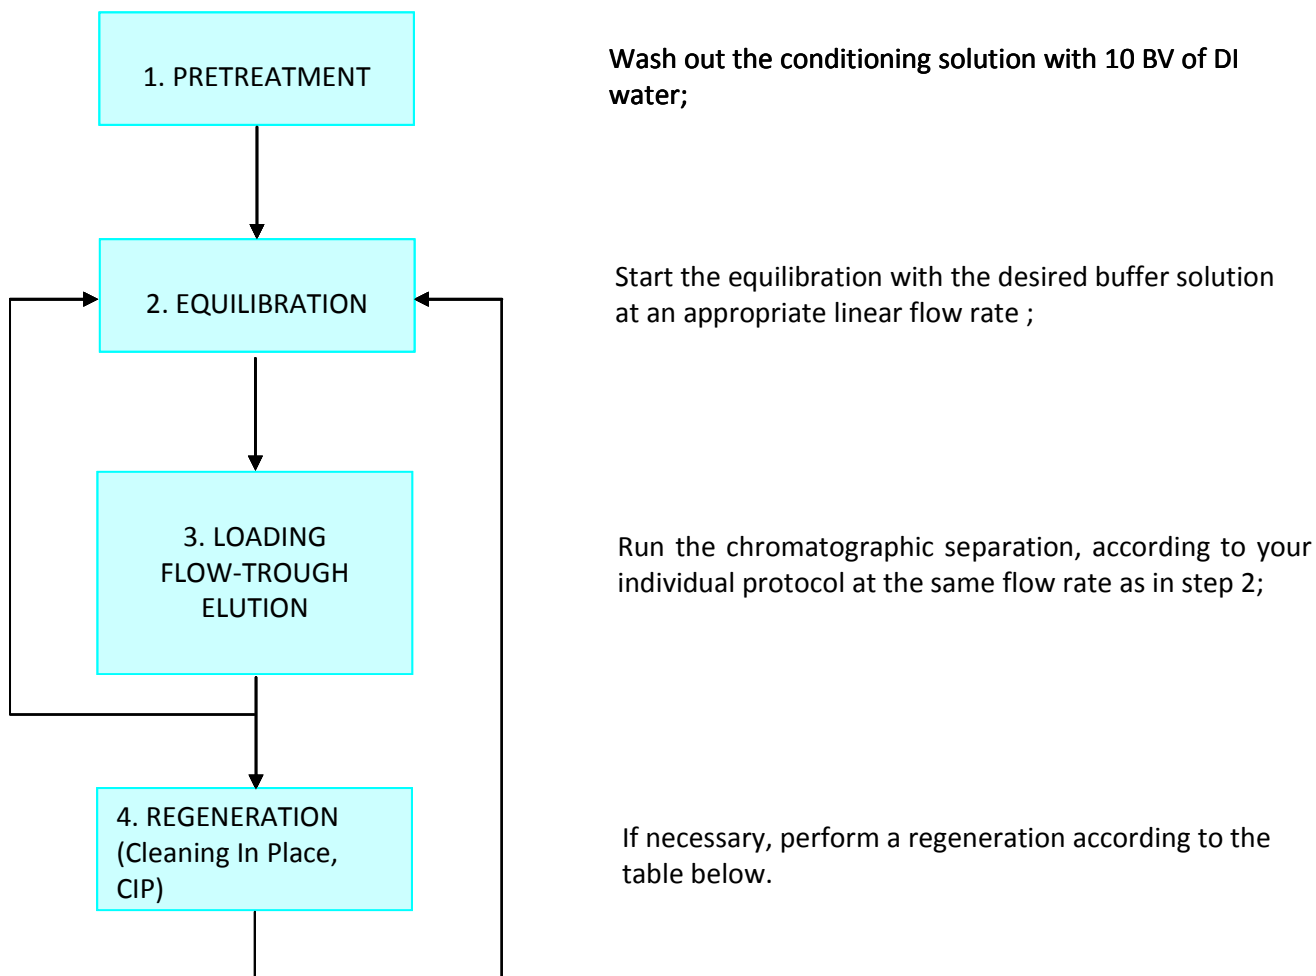 1. PRETREATMENT
Wash out the conditioning solution with 10 BV of DI
water;
2. EQUILIBRATION
Start the equilibration with the desired buffer solution
at an appropriate linear flow rate ;
3. LOADING
FLOW-TROUGH
ELUTION
Run the chromatographic separation, according to your
individual protocol at the same flow rate as in step 2;
4. REGENERATION
(Cleaning In Place,
CIP)
If necessary, perform a regeneration according to the
table below.